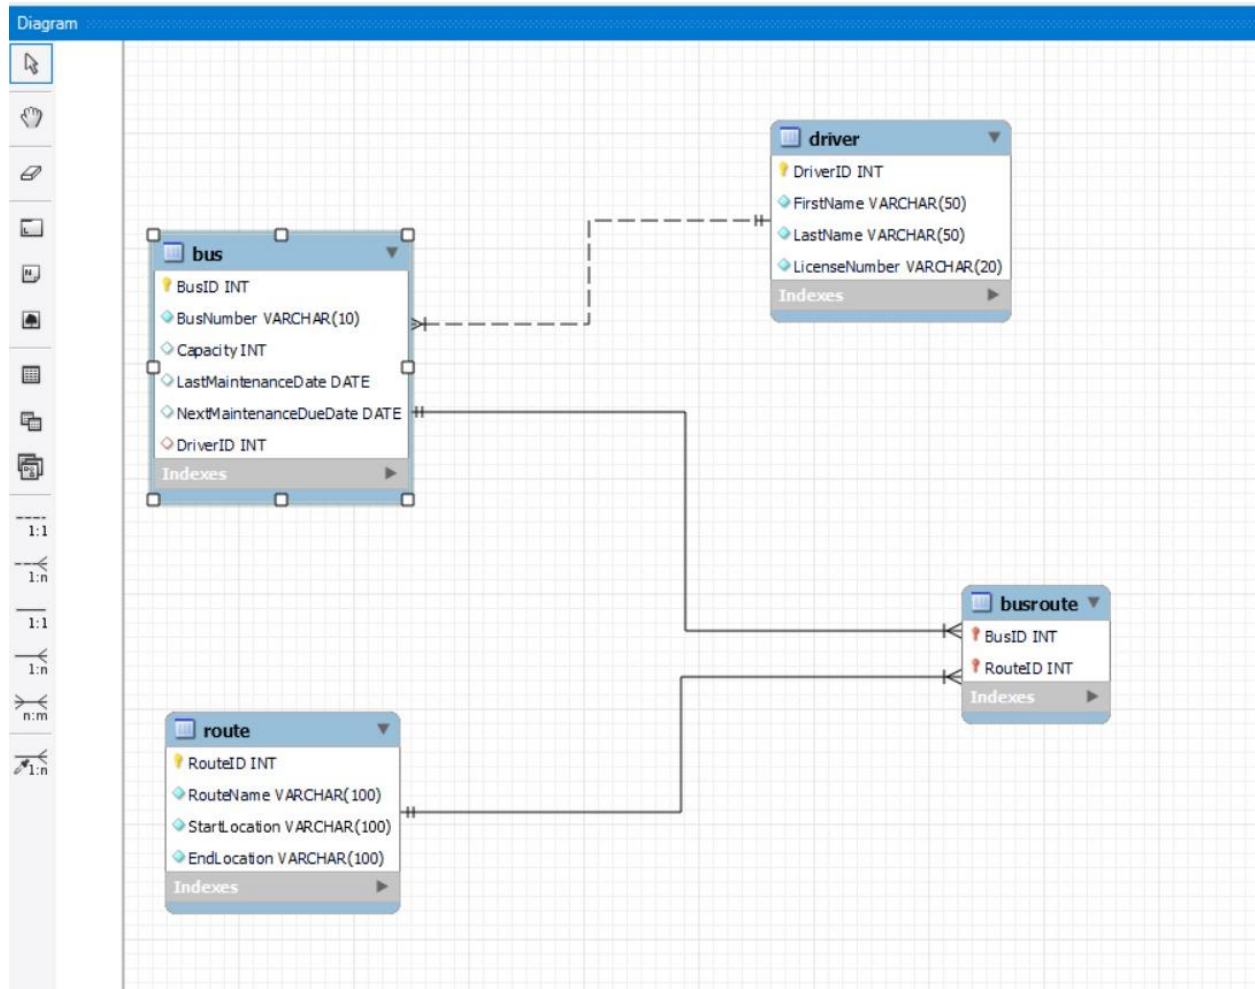 Diagram
driver
DriverID INT
FirstName VARCHAR(50)
LastName VARCHAR(50)
LicenseNumber VARCHAR(20)
Indexes
bus
BusID INT
BusNumber VARCHAR(10)
Capacity INT
LastMaintenanceDate DATE
NextMaintenanceDueDate DATE
DriverID INT
Indexes
1:1
1:n
1:1
1:n
n:m
1:n
busroute
BusID INT
RouteID INT
Indexes
route
RouteID INT
RouteName VARCHAR(100)
StartLocation VARCHAR(100)
EndLocation VARCHAR(100)
Indexes